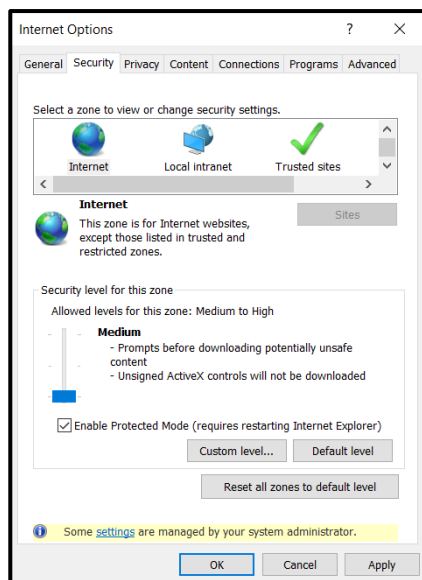 Internet Options ? ×
General Security Privacy Content Connections Programs Advanced
Select a zone to view or change security settings.
Internet Local intranet Trusted sites
Internet
Sites
This zone is for Internet websites,
except those listed in trusted and
restricted zones.
Security level for this zone
Allowed levels for this zone: Medium to High
Medium
- Prompts before downloading potentially unsafe
content
- Unsigned ActiveX controls will not be downloaded
Enable Protected Mode (requires restarting Internet Explorer)
Custom level... Default level
Reset all zones to default level
Some settings are managed by your system administrator.
OK Cancel Apply